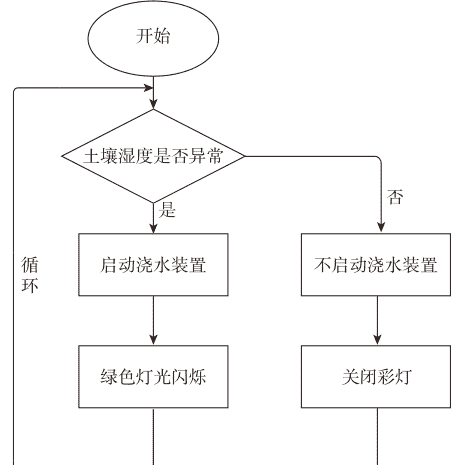 开始
土壤湿度是否异常
是
否
启动浇水装置
不启动浇水装置
循
环
绿色灯光闪烁
关闭彩灯